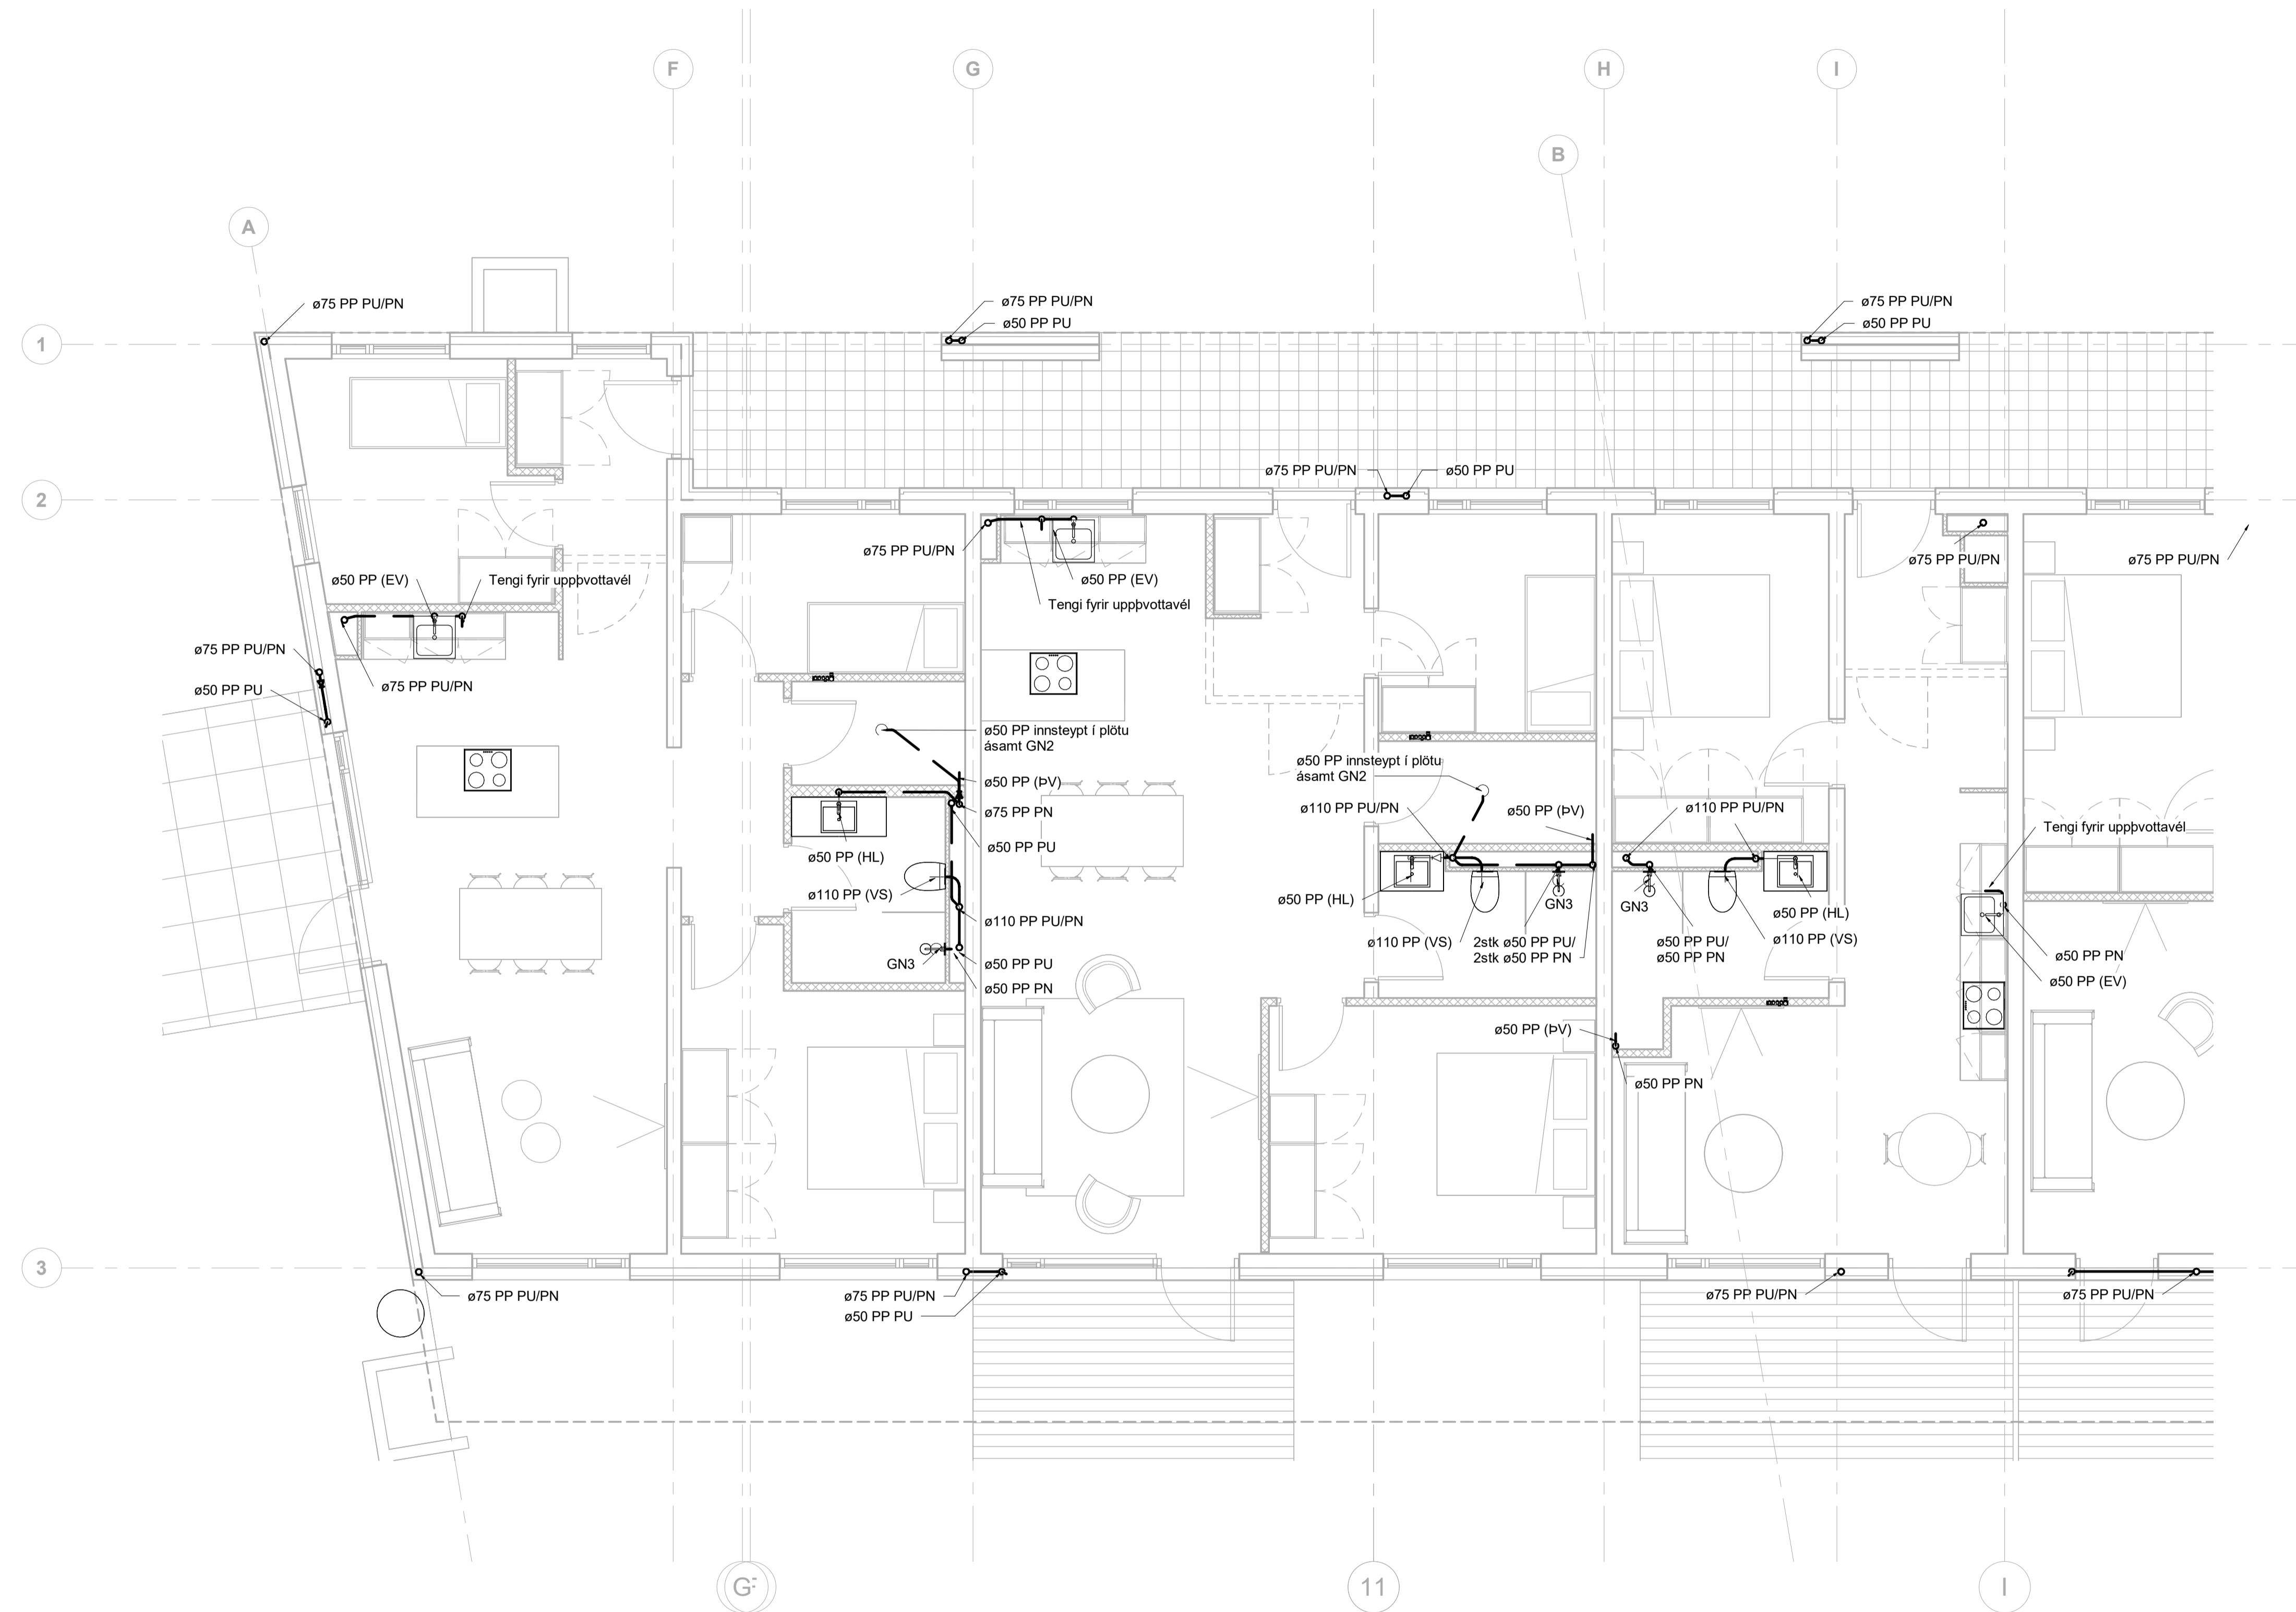 F
G
H
I
B
A
ø75 PP PU/PN
ø75 PP PU/PN
ø50 PP PU
ø75 PP PU/PN
ø50 PP PU
1
ø75 PP PU/PN
ø50 PP PU
2
ø75 PP PU/PN
ø75 PP PU/PN
ø75 PP PU/PN
ø50 PP (EV)
Tengi fyrir uppþvottavél
ø50 PP (EV)
Tengi fyrir uppþvottavél
ø75 PP PU/PN
ø75 PP PU/PN
ø50 PP PU
ø50 PP innsteypt í plötu
ásamt GN2
ø50 PP innsteypt í plötu
ásamt GN2
ø50 PP (ÞV)
ø75 PP PN
ø110 PP PU/PN
ø50 PP (ÞV)
ø110 PP PU/PN
Tengi fyrir uppþvottavél
ø50 PP PU
ø50 PP (HL)
ø110 PP (VS)
ø50 PP (HL)
GN3
GN3
ø50 PP (HL)
ø110 PP PU/PN
ø110 PP (VS)
2stk ø50 PP PU/
2stk ø50 PP PN
ø50 PP PU/
ø50 PP PN
ø110 PP (VS)
ø50 PP PN
GN3
ø50 PP PU
ø50 PP (EV)
ø50 PP PN
ø50 PP (ÞV)
ø50 PP PN
3
ø75 PP PU/PN
ø75 PP PU/PN
ø50 PP PU
ø75 PP PU/PN
ø75 PP PU/PN
G
11
I